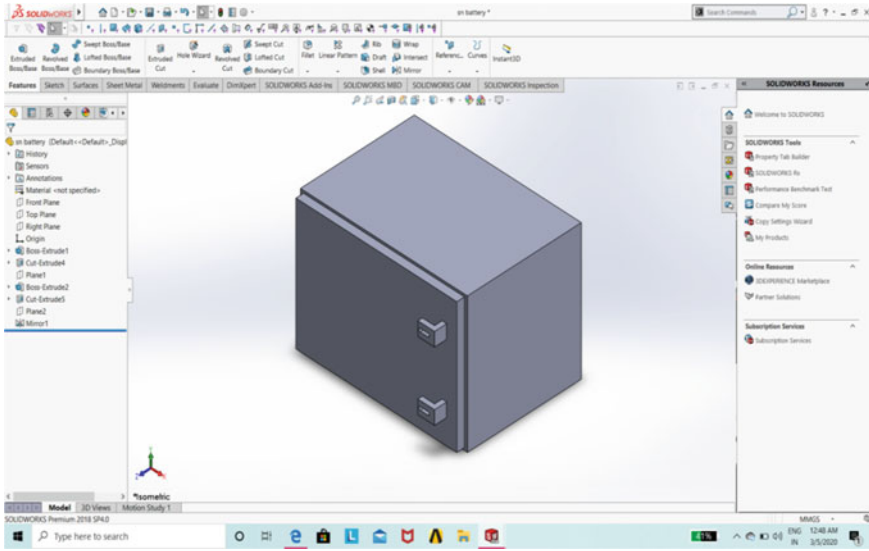 SOLIDWORKS
sn battery *
Search Commands
Extruded Boss/Base
Revolved Boss/Base
Swept Boss/Base
Lofted Boss/Base
Boundary Boss/Base
Extruded Cut
Hole Wizard
Revolved Cut
Swept Cut
Lofted Cut
Boundary Cut
Fillet
Linear Pattern
Rib
Draft
Shell
Wrap
Intersect
Mirror
Referenc...
Curves
Instant3D
Features Sketch Surfaces Sheet Metal Weldments Evaluate DimXpert SOLIDWORKS Add-Ins SOLIDWORKS MBD SOLIDWORKS CAM SOLIDWORKS Inspection
sn battery (Default<<Default>_Displ
History
Sensors
Annotations
Material <not specified>
Front Plane
Top Plane
Right Plane
Origin
Boss-Extrude1
Cut-Extrude4
Plane1
Boss-Extrude2
Cut-Extrude5
Plane2
Mirror1
*Isometric
SOLIDWORKS Resources
Welcome to SOLIDWORKS
SOLIDWORKS Tools
Property Tab Builder
SOLIDWORKS Rx
Performance Benchmark Test
Compare My Score
Copy Settings Wizard
My Products
Online Resources
3DEXPERIENCE Marketplace
Partner Solutions
Subscription Services
Subscription Services
Model 3D Views Motion Study 1
SOLIDWORKS Premium 2018 SP4.0
MMGS
Type here to search
41%
ENG
IN
12:48 AM
3/5/2020